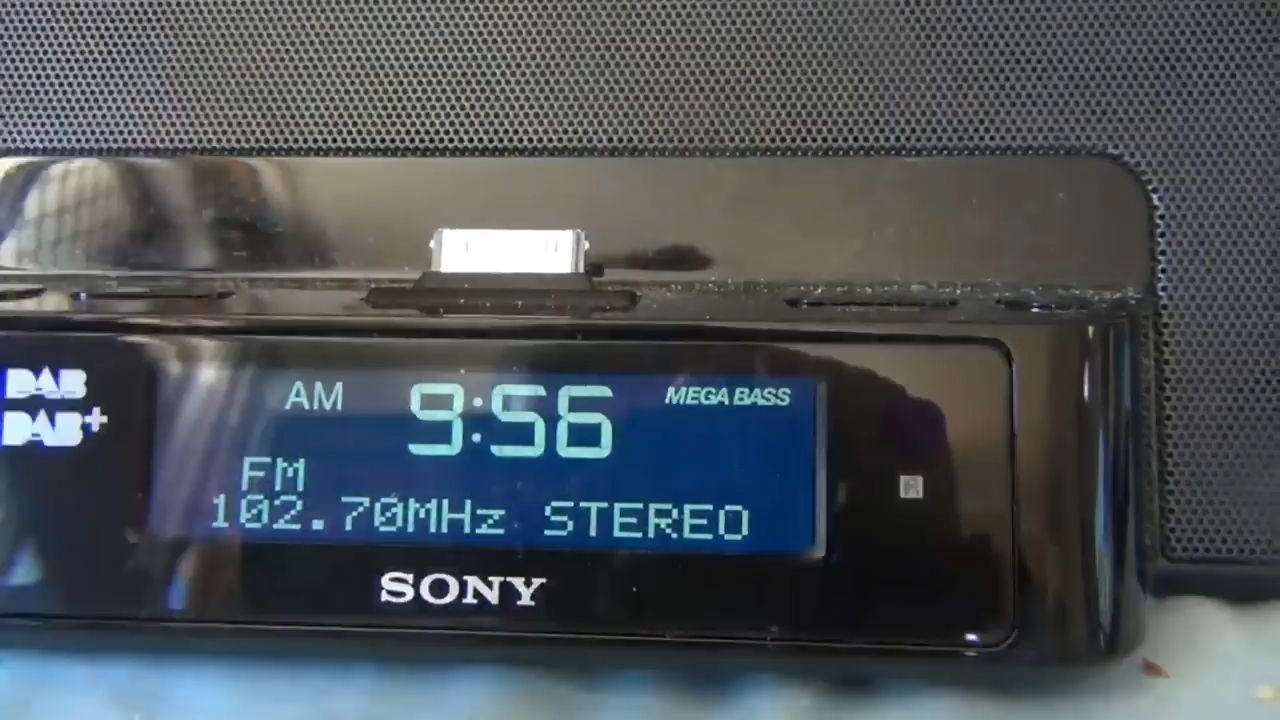 DAB
DAB+
AM 9:56 MEGA BASS
FM
102.70MHz STEREO
SONY